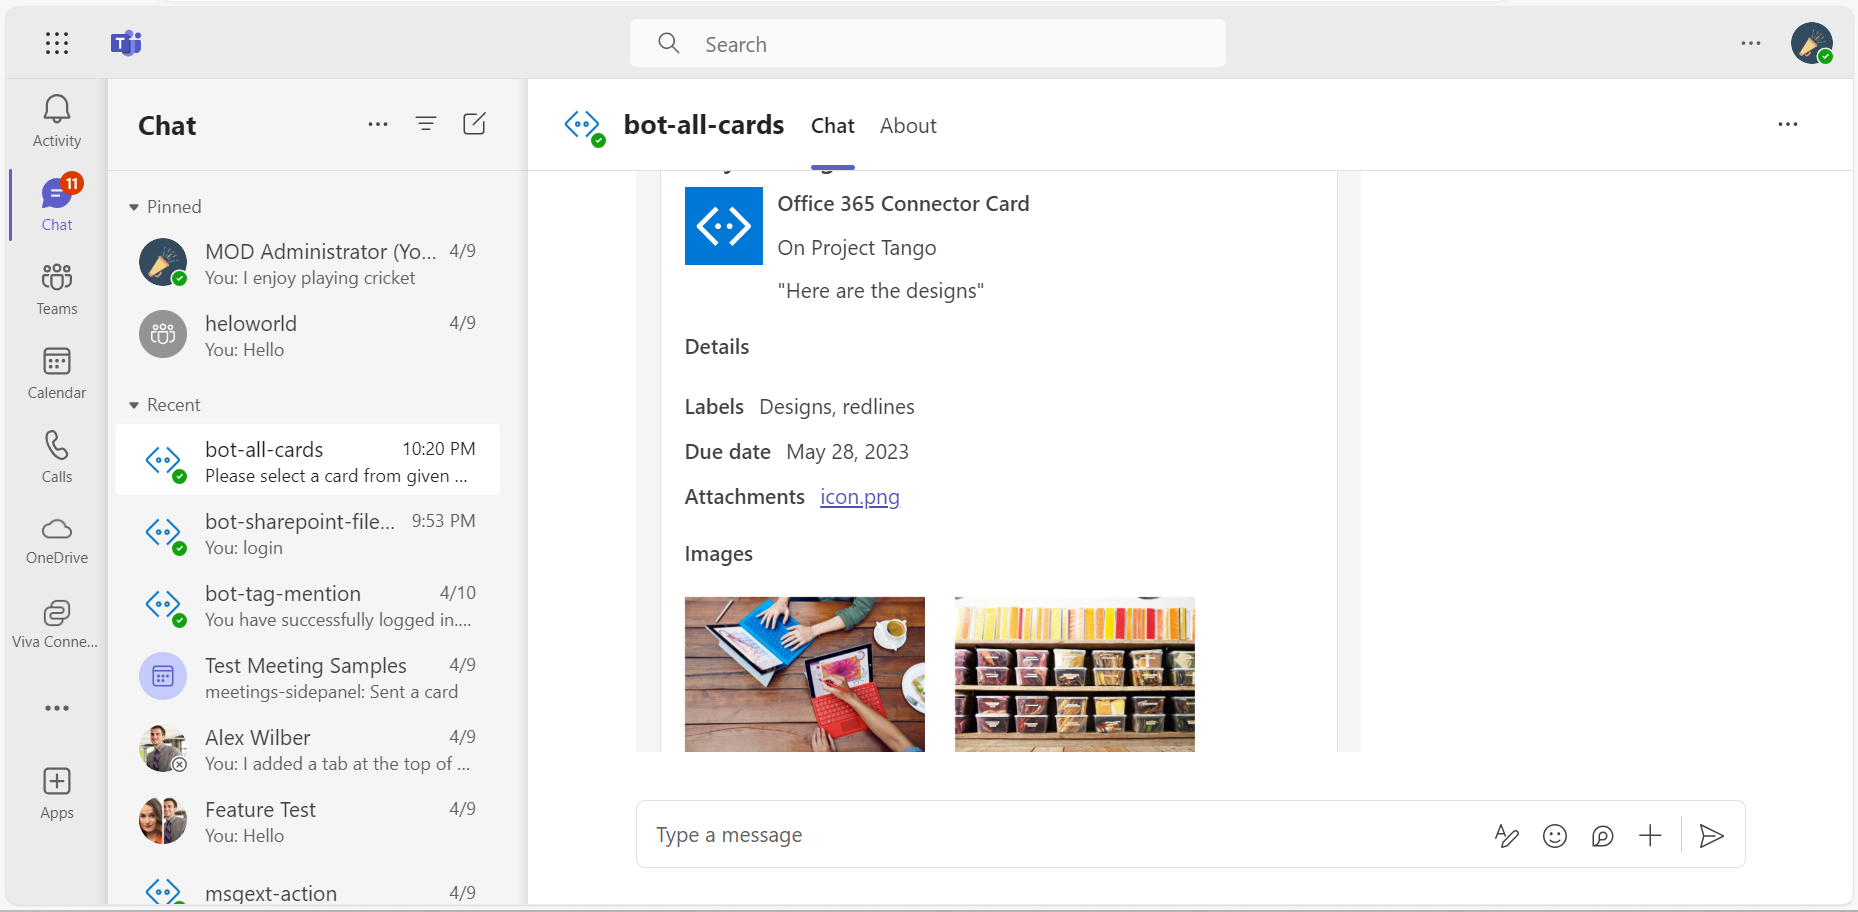 Search
Activity
11
Chat
Teams
Calendar
Calls
OneDrive
Viva Conne...
Apps
Chat
Pinned
MOD Administrator (Yo... 4/9
You: I enjoy playing cricket
heloworld 4/9
You: Hello
Recent
bot-all-cards 10:20 PM
Please select a card from given ...
bot-sharepoint-file... 9:53 PM
You: login
bot-tag-mention 4/10
You have successfully logged in....
Test Meeting Samples 4/9
meetings-sidepanel: Sent a card
Alex Wilber 4/9
You: I added a tab at the top of ...
Feature Test 4/9
You: Hello
msgext-action 4/9
bot-all-cards Chat About
Office 365 Connector Card
On Project Tango
"Here are the designs"
Details
Labels Designs, redlines
Due date May 28, 2023
Attachments icon.png
Images
Type a message